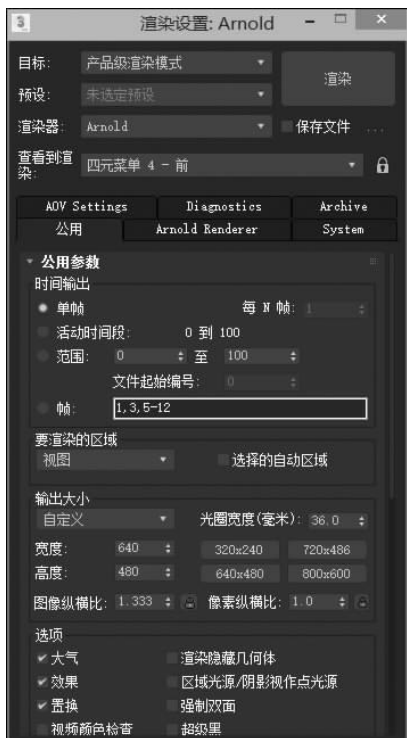 3 渲染设置: Arnold
目标: 产品级渲染模式
渲染
预设: 未选定预设
渲染器: Arnold 保存文件 ...
查看到渲染: 四元菜单 4 - 前
AOV Settings Diagnostics Archive
公用 Arnold Renderer System
公用参数
时间输出
单帧 每 N 帧: 1
活动时间段: 0 到 100
范围: 0 至 100
文件起始编号: 0
帧: 1,3,5-12
要渲染的区域
视图 选择的自动区域
输出大小
自定义 光圈宽度(毫米): 36.0
宽度: 640 320x240 720x486
高度: 480 640x480 800x600
图像纵横比: 1.333 像素纵横比: 1.0
选项
大气 渲染隐藏几何体
效果 区域光源/阴影视作点光源
置换 强制双面
视频颜色检查 超级黑